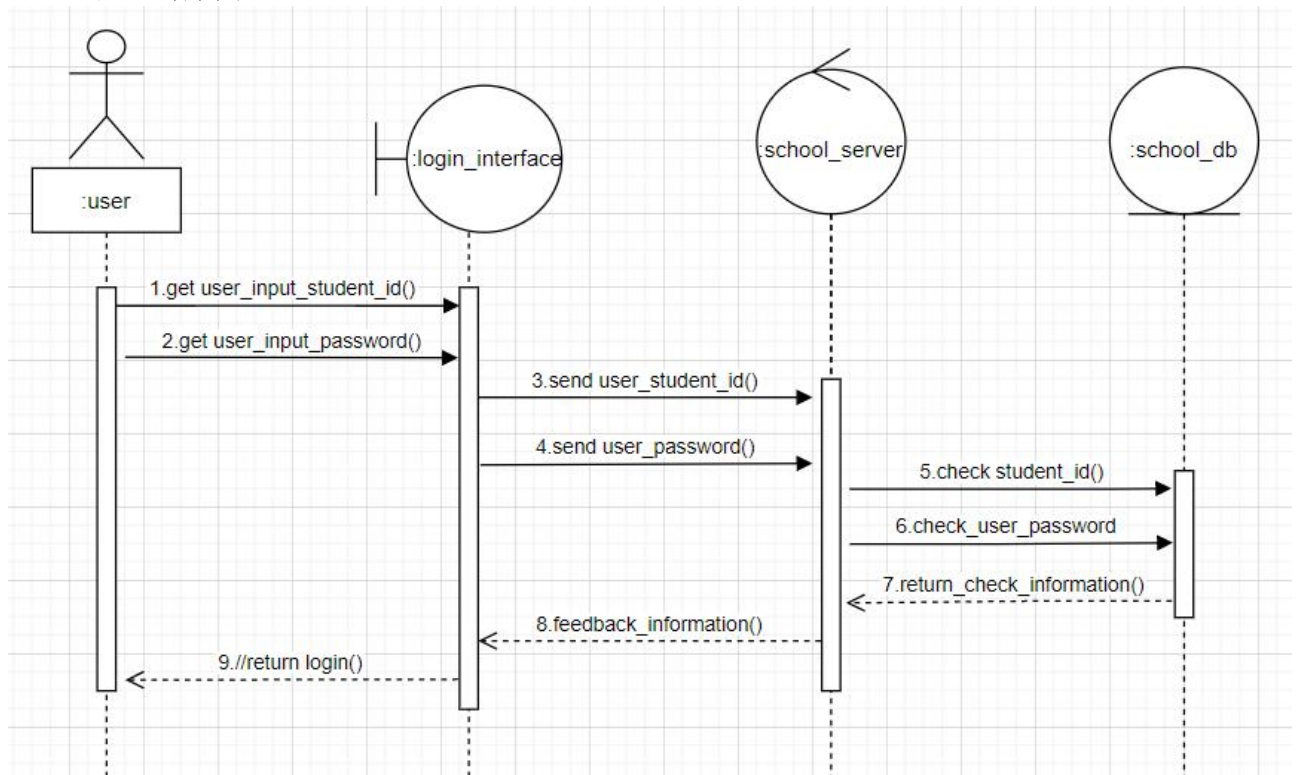 :user
:login_interface
:school_server
:school_db
1.get user_input_student_id()
2.get user_input_password()
3.send user_student_id()
4.send user_password()
5.check student_id()
6.check_user_password
7.return_check_information()
8.feedback_information()
9.//return login()